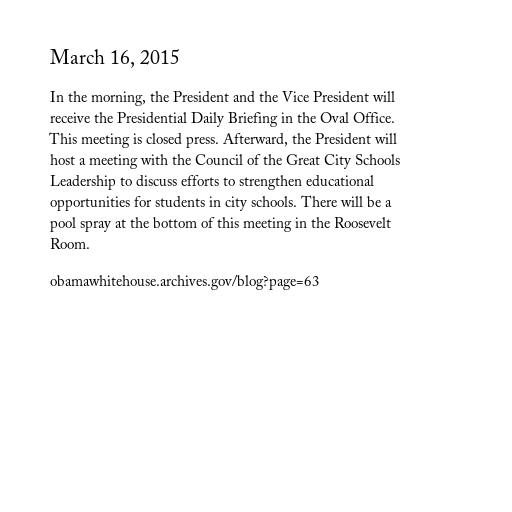 March 16, 2015
In the morning, the President and the Vice President will
receive the Presidential Daily Briefing in the Oval Office.
This meeting is closed press. Afterward, the President will
host a meeting with the Council of the Great City Schools
Leadership to discuss efforts to strengthen educational
opportunities for students in city schools. There will be a
pool spray at the bottom of this meeting in the Roosevelt
Room.
obamawhitehouse.archives.gov/blog?page=63